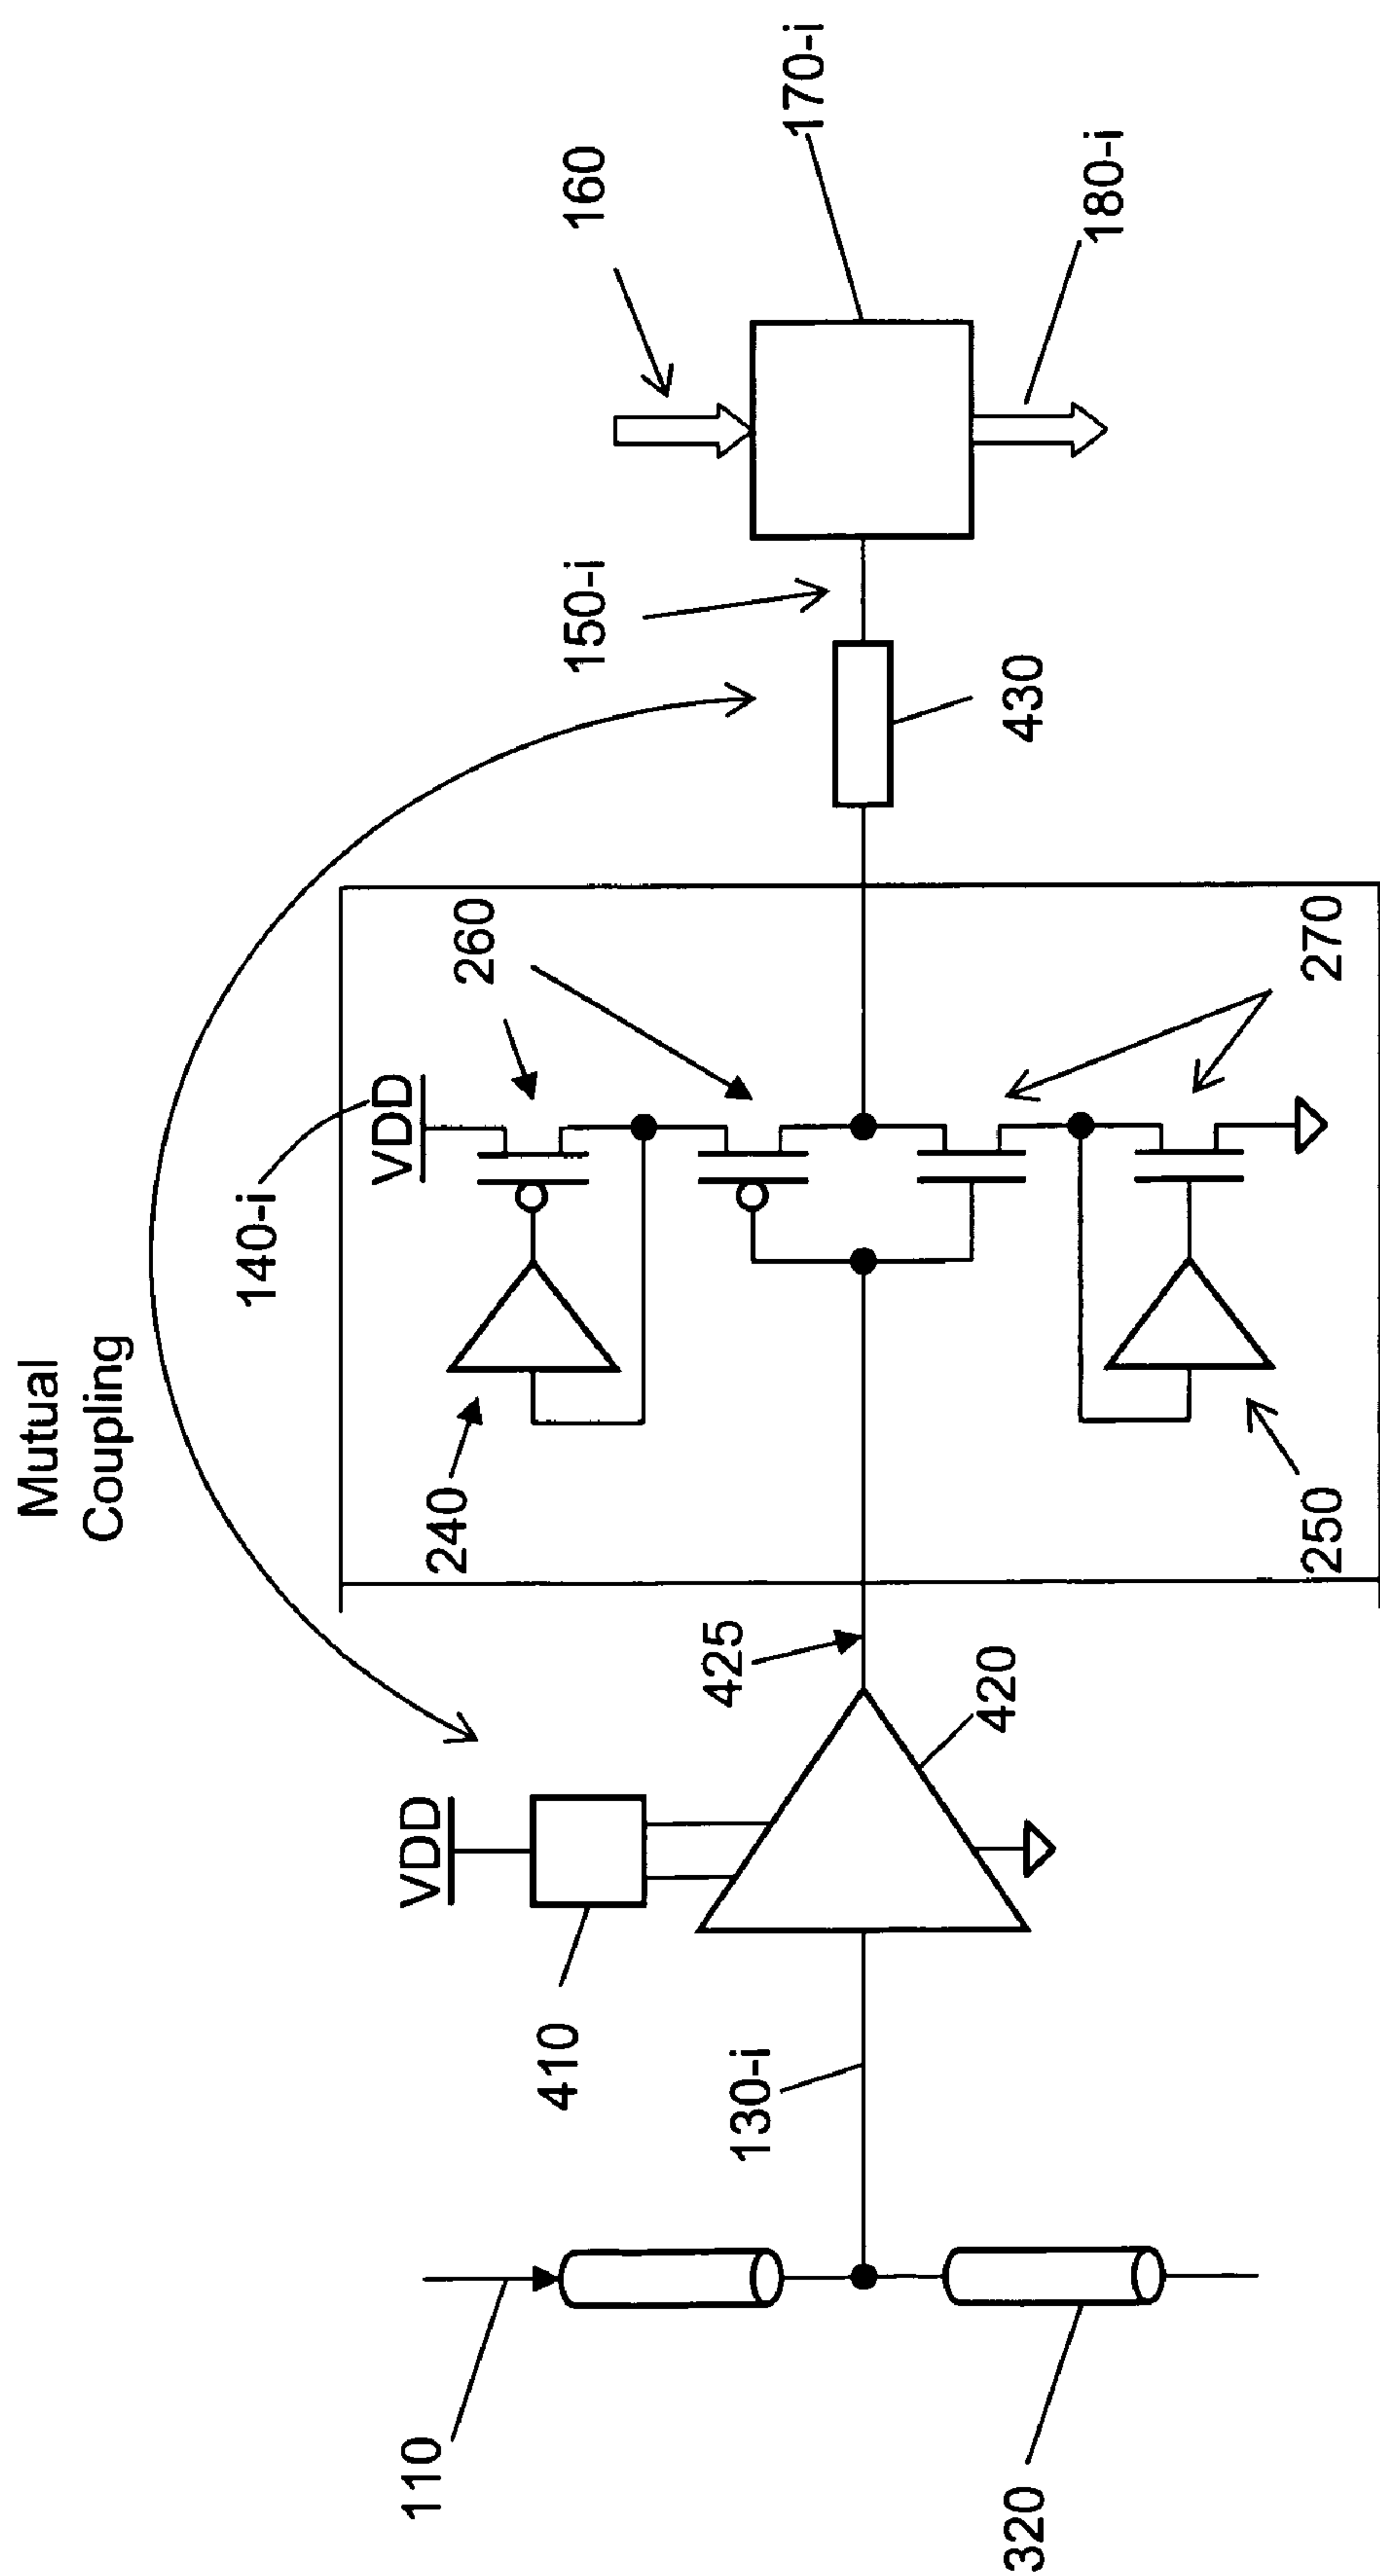 Mutual
Coupling
140-i
VDD
260
240
250
270
VDD
410
425
420
130-i
110
320
150-i
430
160
170-i
180-i